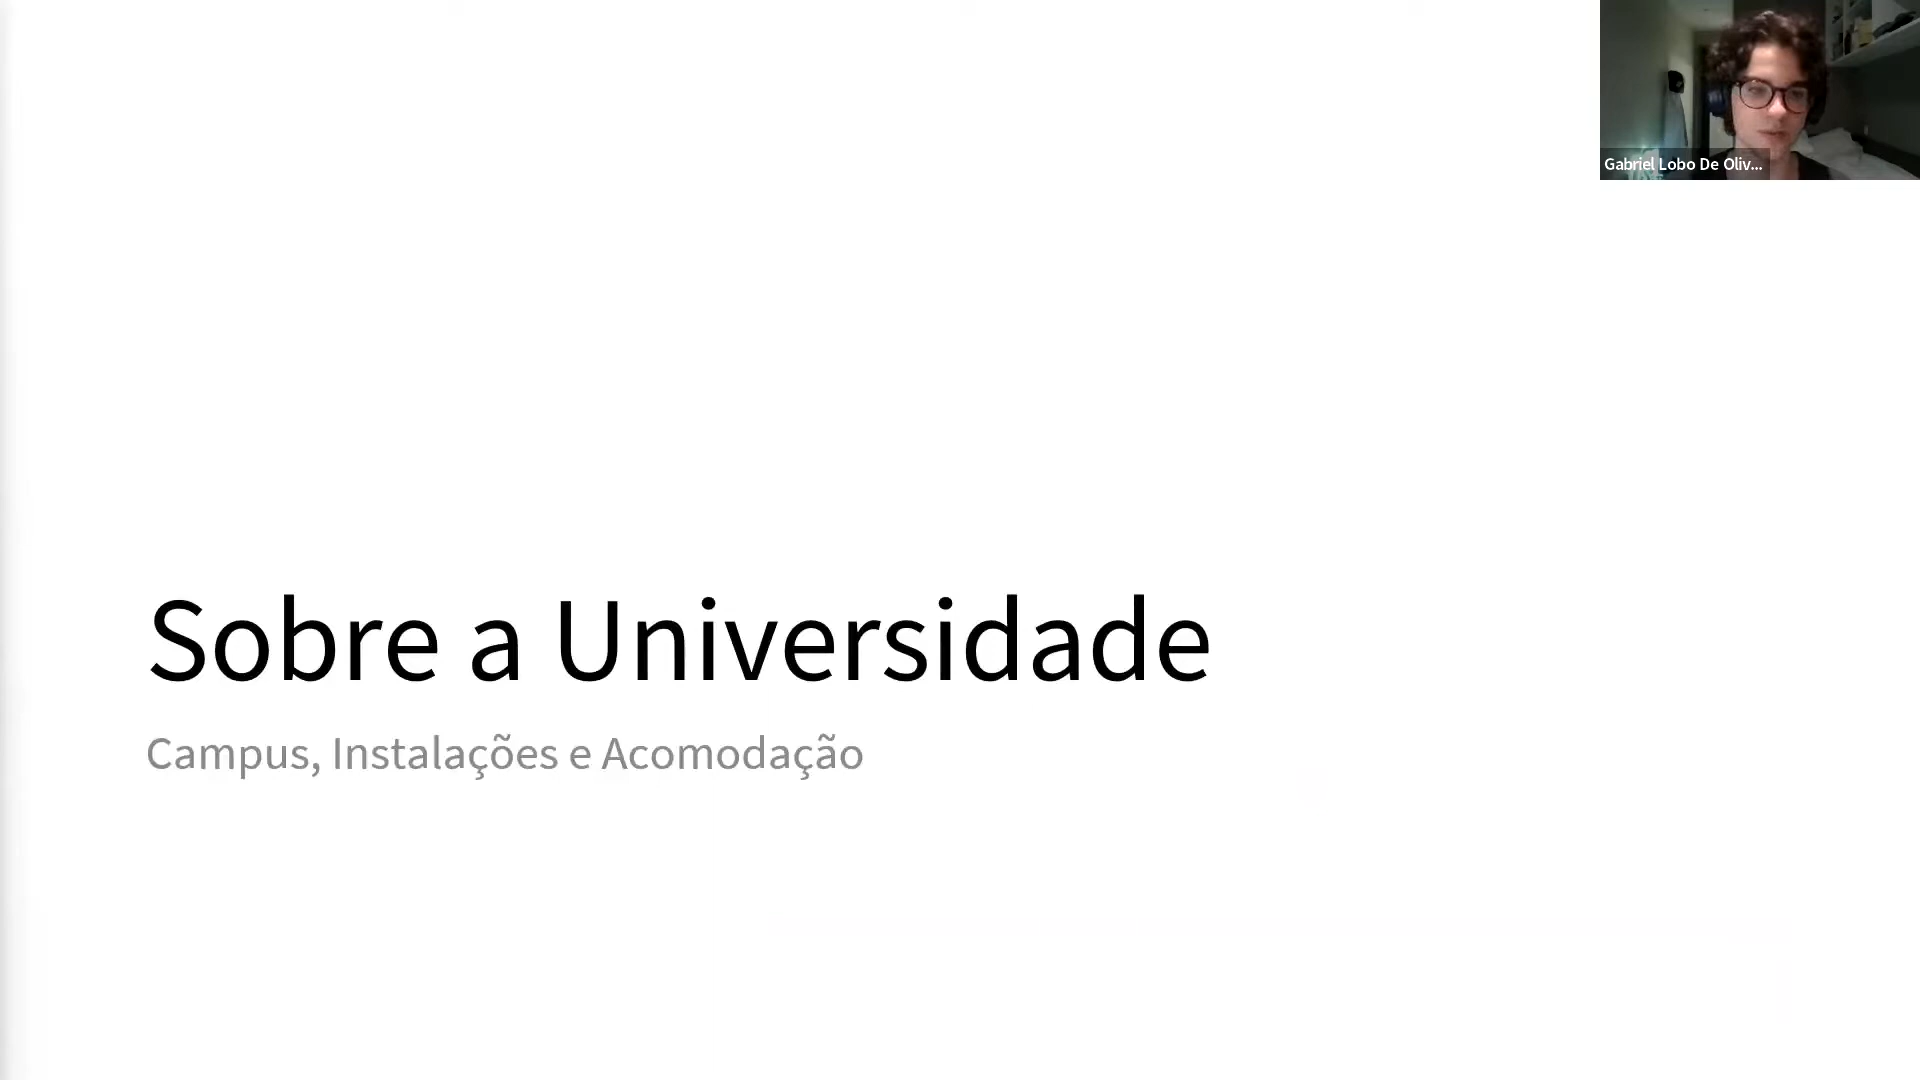 Gabriel Lobo De Oliv...
Sobre a Universidade
Campus, Instalações e Acomodação